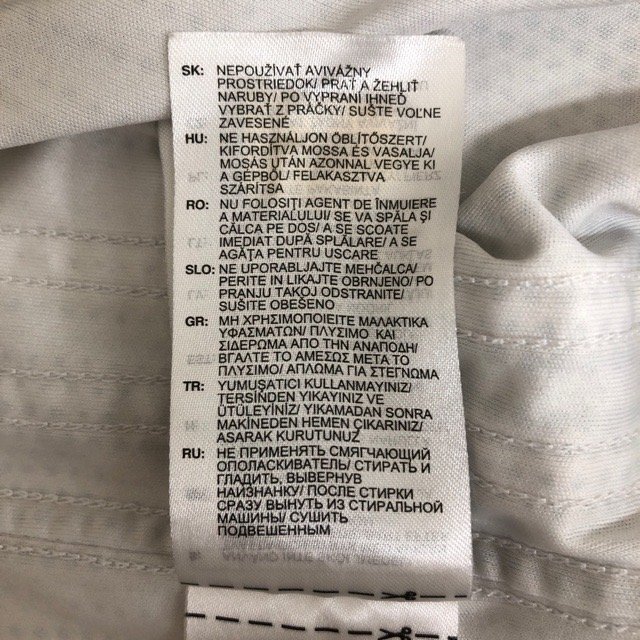 SK: NEPOUŽÍVAŤ AVIVÁŽNY
PROSTRIEDOK/ PRAŤ A ŽEHLIŤ
NARUBY/ PO VYPRANÍ IHNEĎ
VYBRAŤ Z PRÁČKY/ SUŠTE VOĽNE
ZAVESENÉ
HU: NE HASZNÁLJON ÖBLÍTŐSZERT/
KIFORDÍTVA MOSSA ÉS VASALJA/
MOSÁS UTÁN AZONNAL VEGYE KI
A GÉPBŐL/ FELAKASZTVA
SZÁRÍTSA
RO: NU FOLOSIȚI AGENT DE ÎNMUIERE
A MATERIALULUI/ SE VA SPĂLA ȘI
CĂLCA PE DOS/ A SE SCOATE
IMEDIAT DUPĂ SPLĂLARE/ A SE
AGĂȚA PENTRU USCARE
SLO: NE UPORABLJAJTE MEHČALCA/
PERITE IN LIKAJTE OBRNJENO/ PO
PRANJU TAKOJ ODSTRANITE/
SUŠITE OBEŠENO
GR: ΜΗ ΧΡΗΣΙΜΟΠΟΙΕΙΤΕ ΜΑΛΑΚΤΙΚΑ
ΥΦΑΣΜΑΤΩΝ/ ΠΛΥΣΙΜΟ ΚΑΙ
ΣΙΔΕΡΩΜΑ ΑΠΟ ΤΗΝ ΑΝΑΠΟΔΗ/
ΒΓΑΛΤΕ ΤΟ ΑΜΕΣΩΣ ΜΕΤΑ ΤΟ
ΠΛΥΣΙΜΟ/ ΑΠΛΩΜΑ ΓΙΑ ΣΤΕΓΝΩΜΑ
TR: YUMUŞATICI KULLANMAYINIZ/
TERSİNDEN YIKAYINIZ VE
ÜTÜLEYİNİZ/ YIKAMADAN SONRA
MAKİNEDEN HEMEN ÇIKARINIZ/
ASARAK KURUTUNUZ
RU: НЕ ПРИМЕНЯТЬ СМЯГЧАЮЩИЙ
ОПОЛАСКИВАТЕЛЬ/ СТИРАТЬ И
ГЛАДИТЬ, ВЫВЕРНУВ
НАИЗНАНКУ/ ПОСЛЕ СТИРКИ
СРАЗУ ВЫНУТЬ ИЗ СТИРАЛЬНОЙ
МАШИНЫ/ СУШИТЬ
ПОДВЕШЕННЫМ